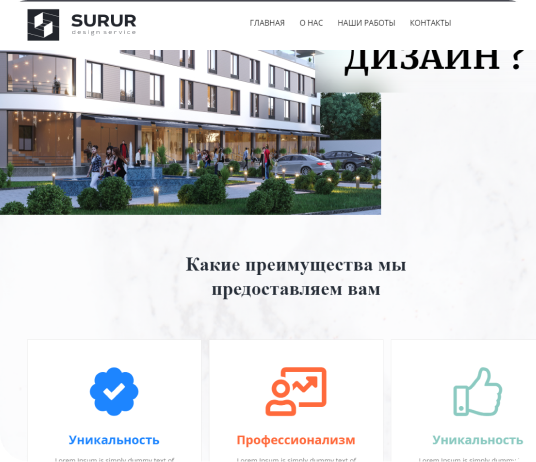 SURUR
design service
ГЛАВНАЯ О НАС НАШИ РАБОТЫ КОНТАКТЫ
ДИЗАЙН ?
Какие преимущества мы
предоставляем вам
Уникальность Профессионализм Уникальность
Lorem Ipsum is simply dummy text of Lorem Ipsum is simply dummy text of Lorem Ipsum is simply dummy